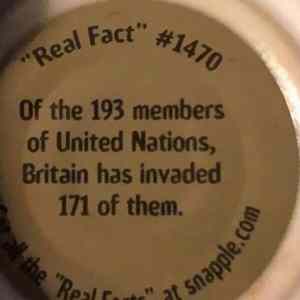 "Real Fact" #1470
Of the 193 members
of United Nations,
Britain has invaded
171 of them.
all the "Real Facts" at snapple.com